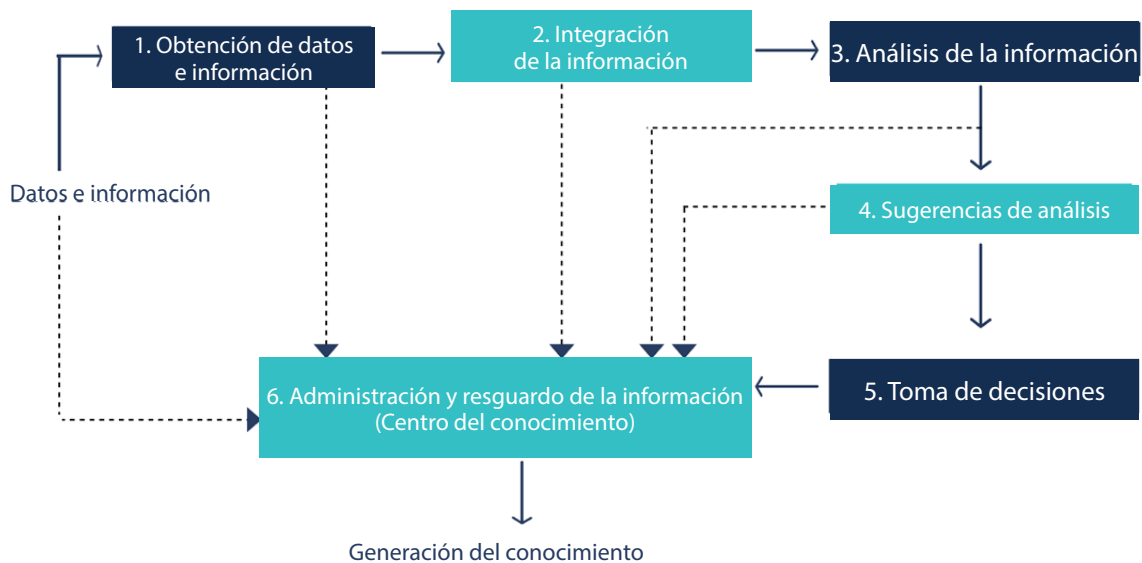 1. Obtención de datos
e información
2. Integración
de la información
3. Análisis de la información
Datos e información
4. Sugerencias de análisis
6. Administración y resguardo de la información
(Centro del conocimiento)
5. Toma de decisiones
Generación del conocimiento